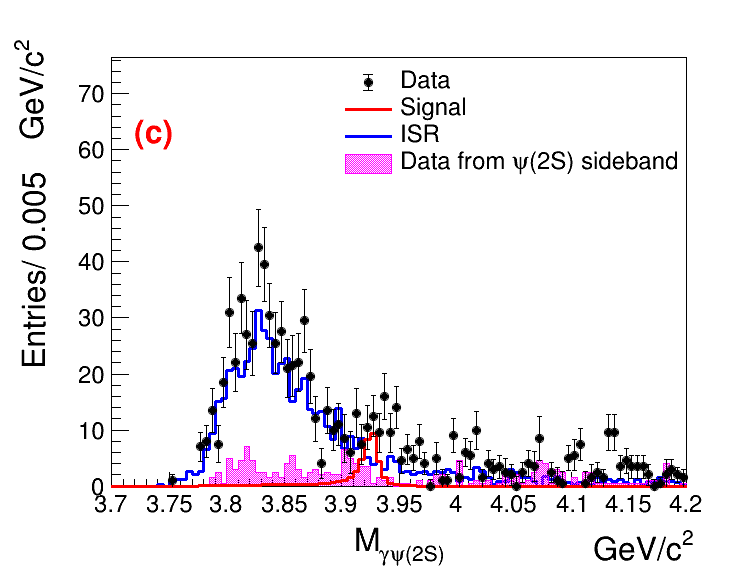 Entries/ 0.005 GeV/c²
(c)
Data
Signal
ISR
Data from ψ(2S) sideband
70
60
50
40
30
20
10
0
3.7 3.75 3.8 3.85 3.9 3.95 4 4.05 4.1 4.15 4.2
M_γψ(2S)
GeV/c²